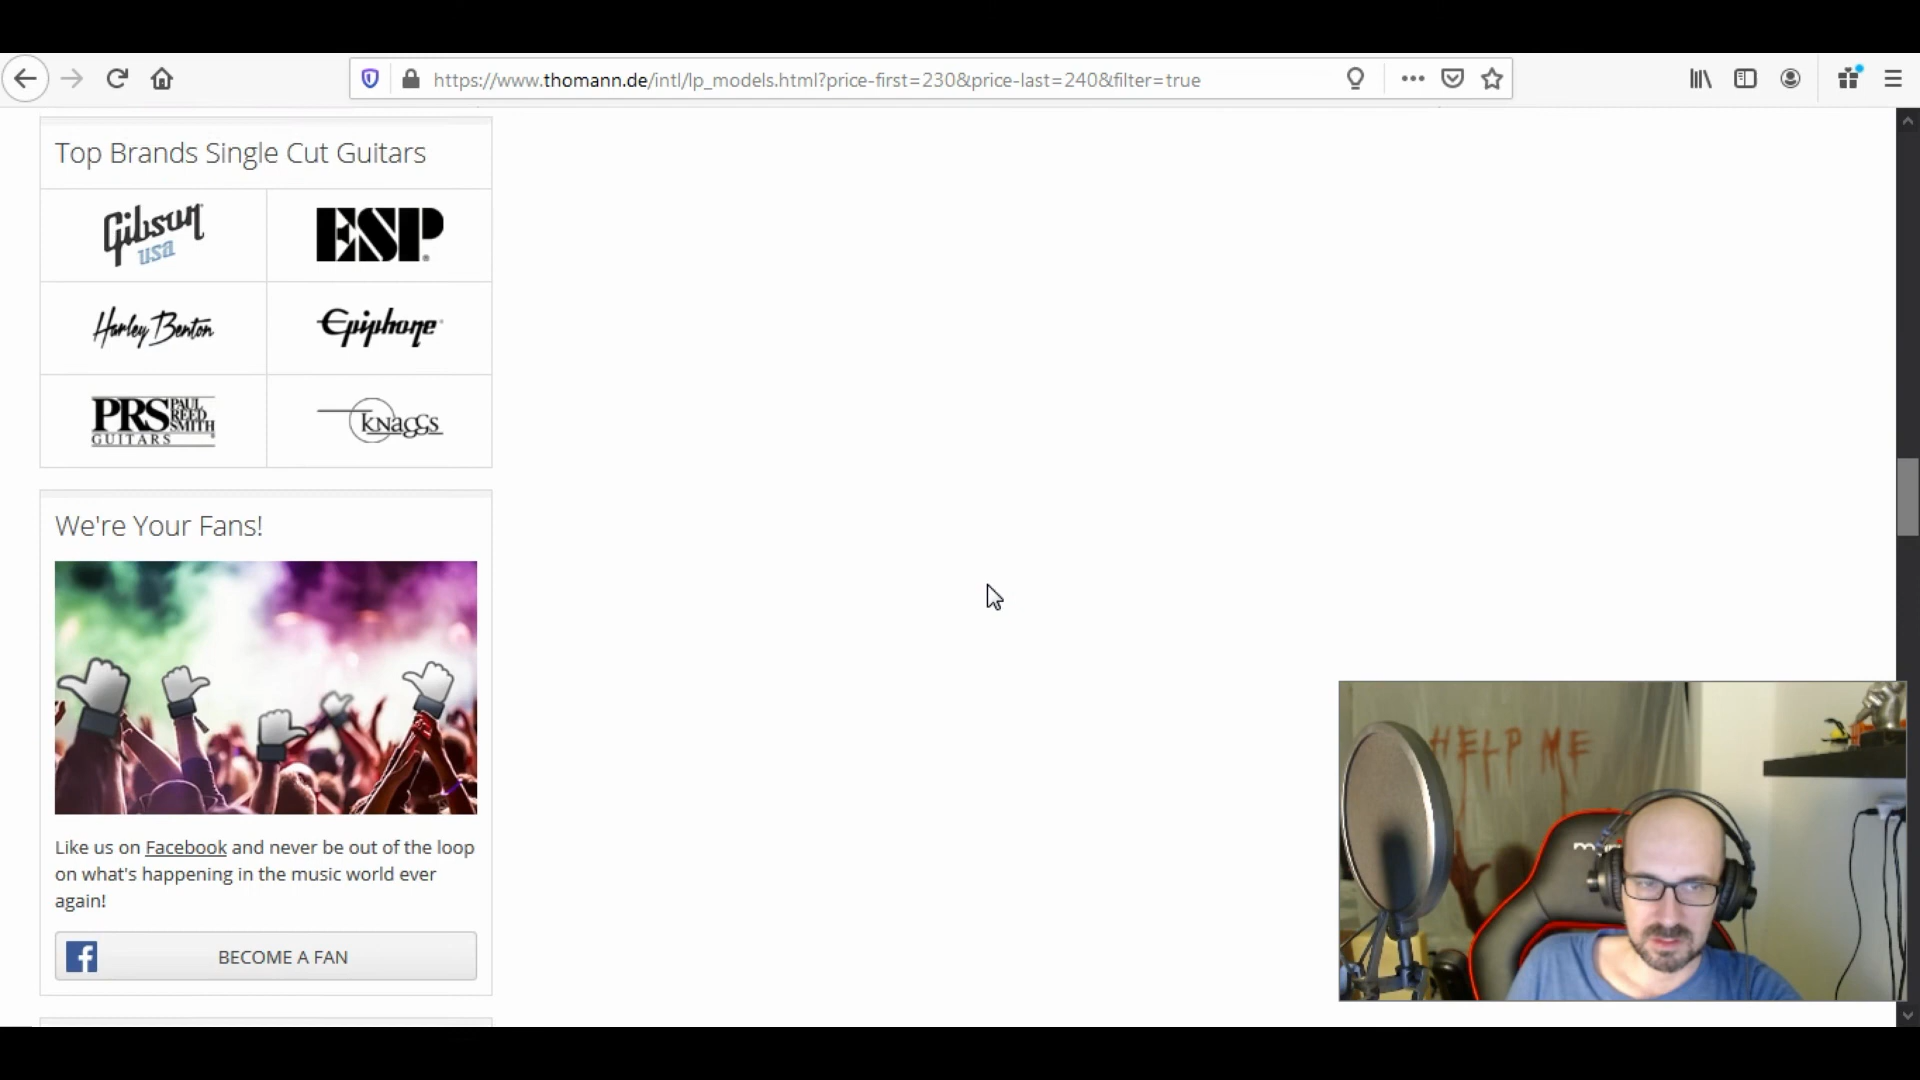 https://www.thomann.de/intl/lp_models.html?price-first=230&price-last=240&filter=true
Top Brands Single Cut Guitars
Gibson
usa
ESP
Harley Benton
Epiphone
PRS PAUL REED SMITH
GUITARS
Knaggs
We're Your Fans!
Like us on Facebook and never be out of the loop
on what's happening in the music world ever
again!
BECOME A FAN
HELP ME